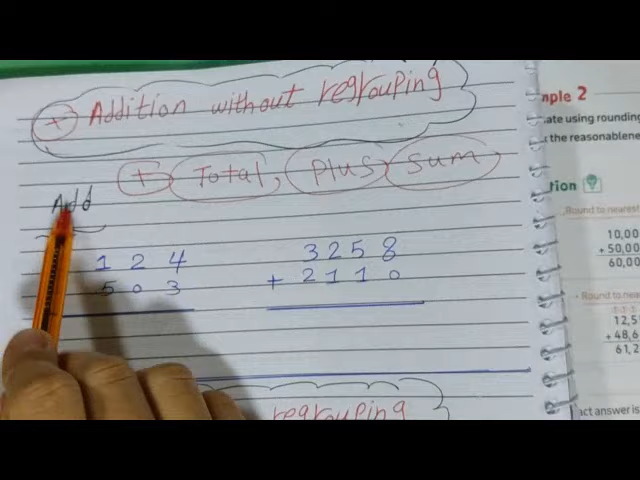 + Addition without regrouping
+ Total, Plus Sum
Add
1 2 4
5 0 3
3 2 5 8
+ 2 1 1 0
regrouping
mple 2
ate using rounding
the reasonablene
tion
Round to nearest
10,00
+ 50,00
60,00
Round to neares
12,5
+ 48,6
61,2
act answer is